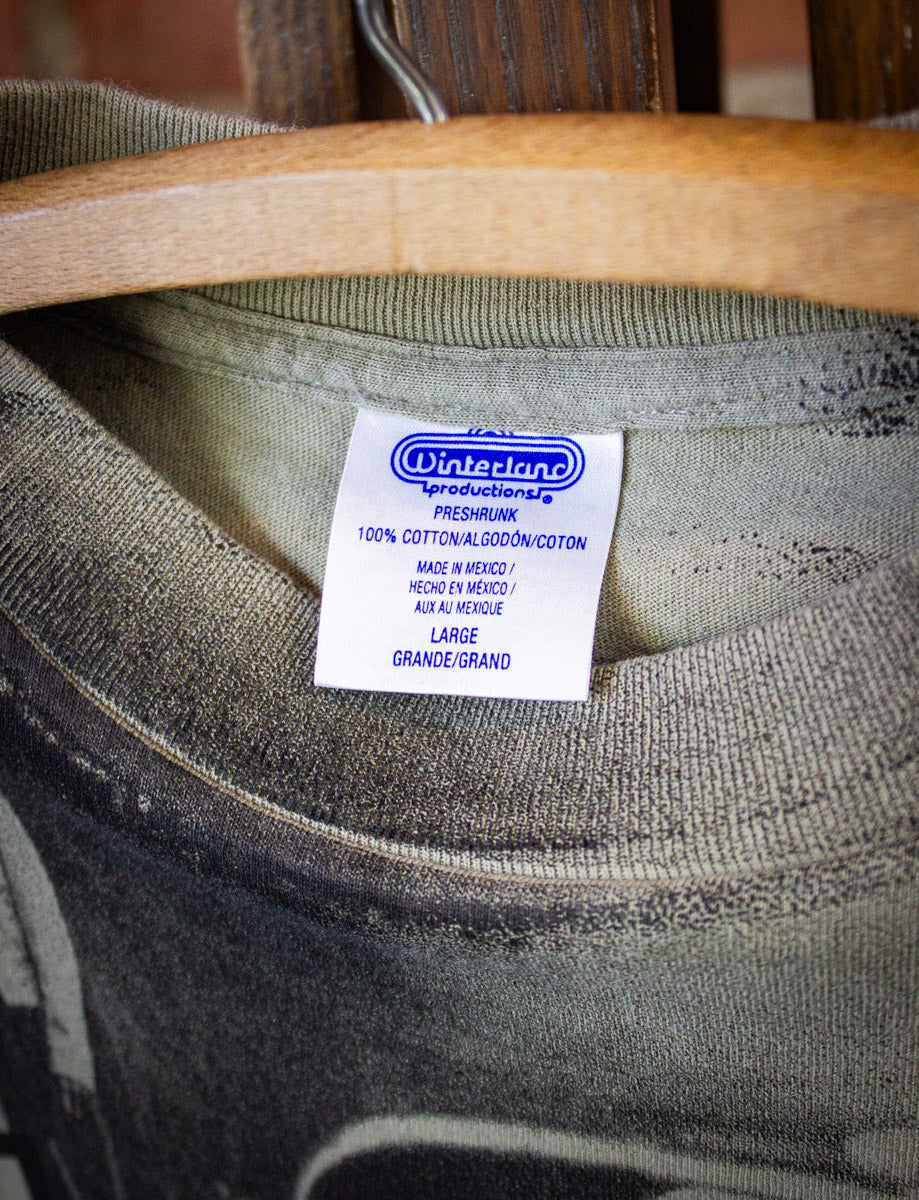 Winterland
productions®
PRESHRUNK
100% COTTON/ALGODÓN/COTON
MADE IN MEXICO /
HECHO EN MÉXICO /
AUX AU MEXIQUE
LARGE
GRANDE/GRAND